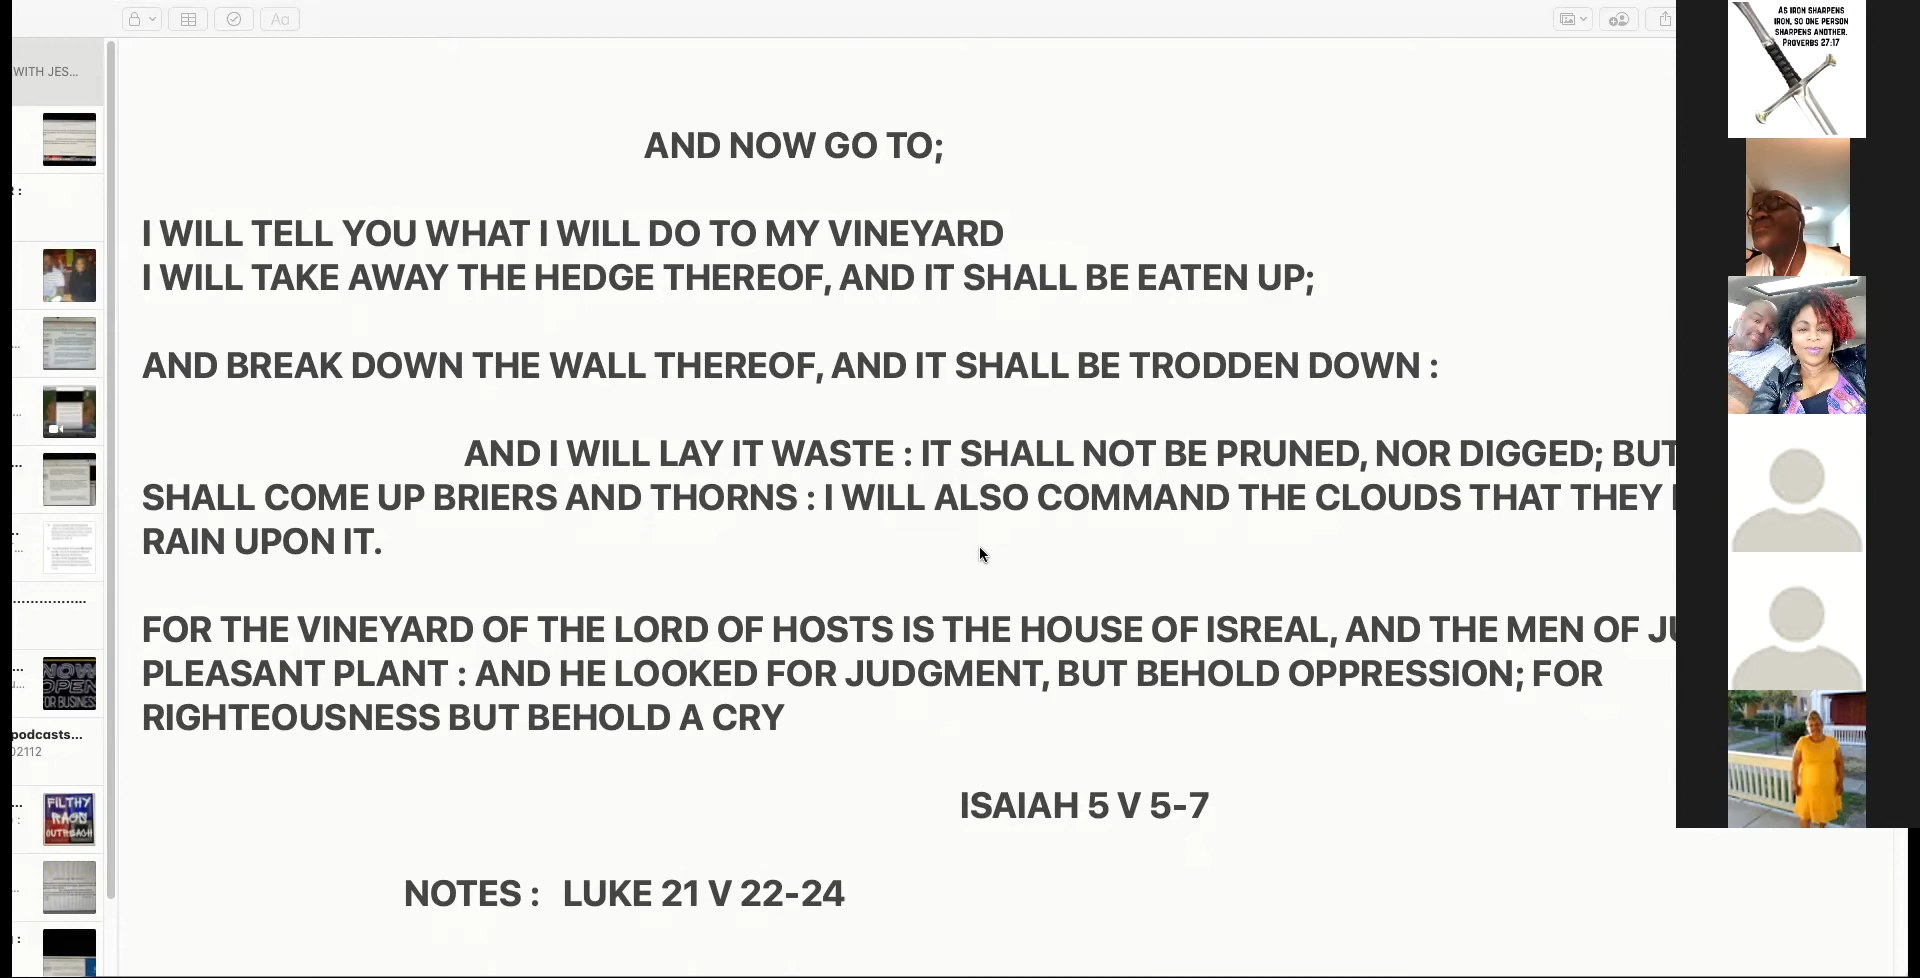 Aa
WITH JES...
AND NOW GO TO;
I WILL TELL YOU WHAT I WILL DO TO MY VINEYARD
I WILL TAKE AWAY THE HEDGE THEREOF, AND IT SHALL BE EATEN UP;
AND BREAK DOWN THE WALL THEREOF, AND IT SHALL BE TRODDEN DOWN :
AND I WILL LAY IT WASTE : IT SHALL NOT BE PRUNED, NOR DIGGED; BUT
SHALL COME UP BRIERS AND THORNS : I WILL ALSO COMMAND THE CLOUDS THAT THEY
RAIN UPON IT.
FOR THE VINEYARD OF THE LORD OF HOSTS IS THE HOUSE OF ISREAL, AND THE MEN OF JU
PLEASANT PLANT : AND HE LOOKED FOR JUDGMENT, BUT BEHOLD OPPRESSION; FOR
RIGHTEOUSNESS BUT BEHOLD A CRY
ISAIAH 5 V 5-7
NOTES : LUKE 21 V 22-24
NOW
OPEN
FOR BUSINESS
podcasts...
02112
FILTHY
RAGS
OUTREACH
AS IRON SHARPENS
IRON, SO ONE PERSON
SHARPENS ANOTHER.
PROVERBS 27:17